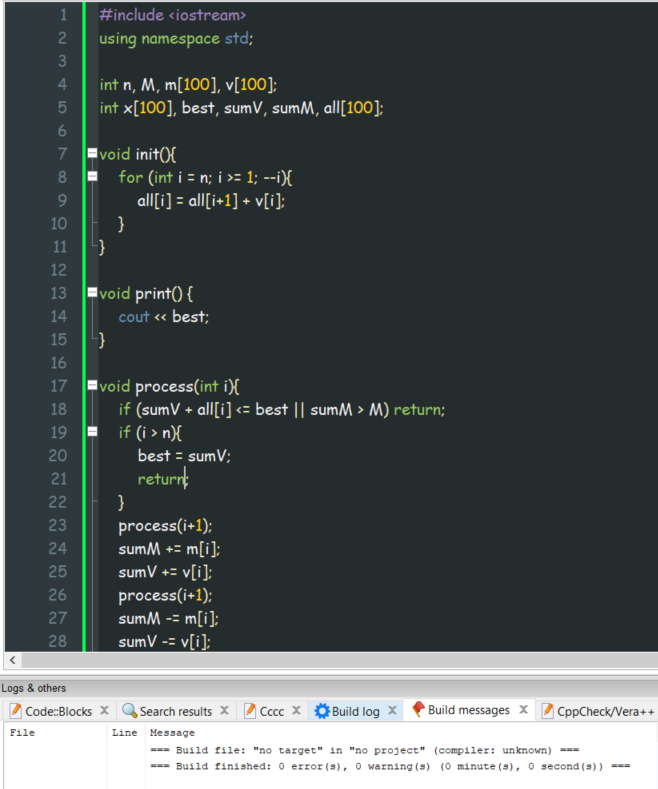 1 #include <iostream>
2 using namespace std;
3
4 int n, M, m[100], v[100];
5 int x[100], best, sumV, sumM, all[100];
6
7 void init(){
8 for (int i = n; i >= 1; --i){
9 all[i] = all[i+1] + v[i];
10 }
11 }
12
13 void print() {
14 cout << best;
15 }
16
17 void process(int i){
18 if (sumV + all[i] <= best || sumM > M) return;
19 if (i > n){
20 best = sumV;
21 return;
22 }
23 process(i+1);
24 sumM += m[i];
25 sumV += v[i];
26 process(i+1);
27 sumM -= m[i];
28 sumV -= v[i];
Logs & others
Code::Blocks X Search results X Cccc X Build log X Build messages X CppCheck/Vera++
File Line Message
=== Build file: "no target" in "no project" (compiler: unknown) ===
=== Build finished: 0 error(s), 0 warning(s) (0 minute(s), 0 second(s)) ===